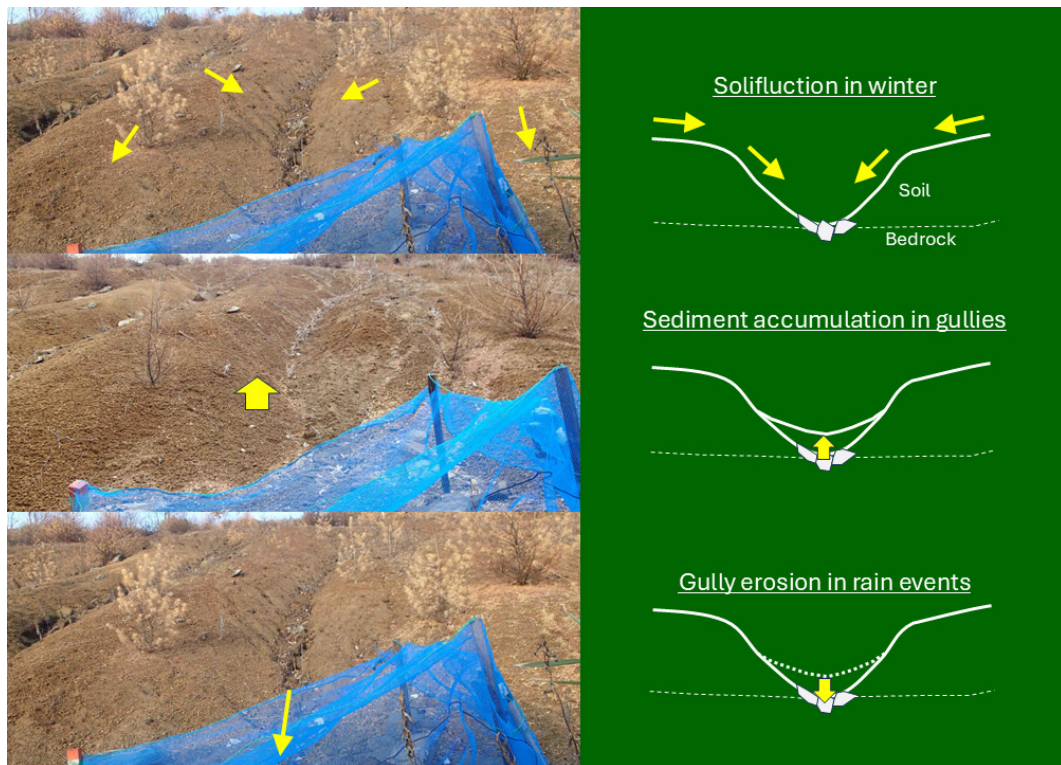 Solifluction in winter
Soil
Bedrock
Sediment accumulation in gullies
Gully erosion in rain events